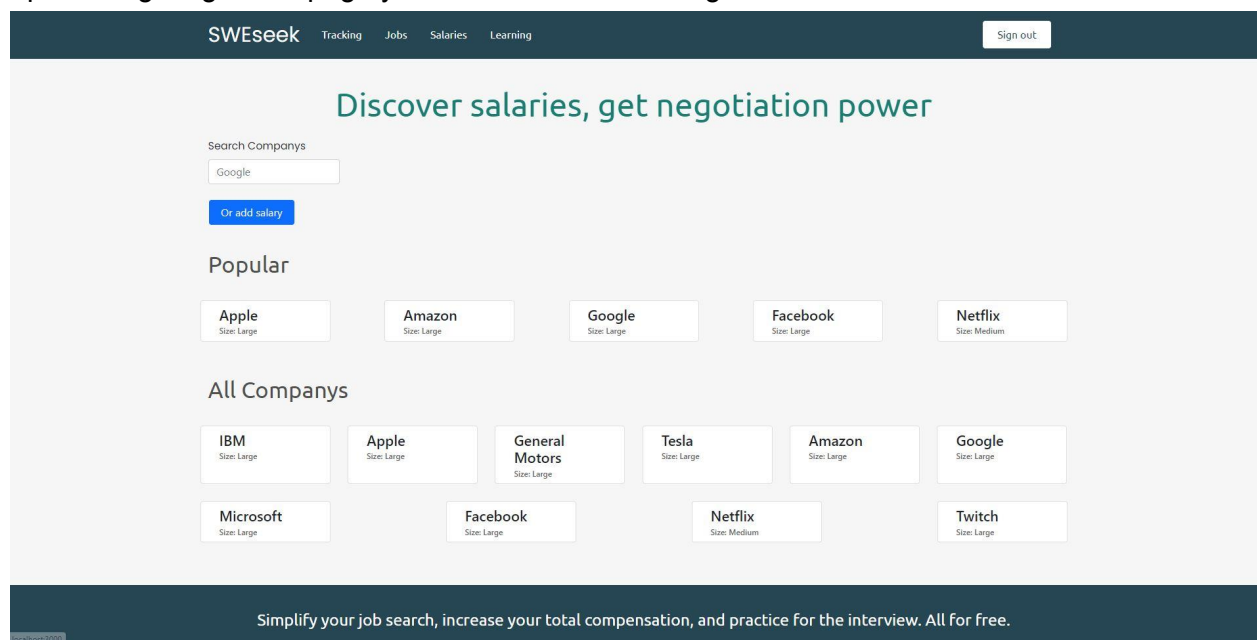 SWEseek Tracking Jobs Salaries Learning Sign out
Discover salaries, get negotiation power
Search Companys
Google
Or add salary
Popular
Apple Amazon Google Facebook Netflix
Size: Large Size: Large Size: Large Size: Large Size: Medium
All Companys
IBM Apple General Tesla Amazon Google
Size: Large Size: Large Motors Size: Large Size: Large Size: Large
Size: Large
Microsoft Facebook Netflix Twitch
Size: Large Size: Large Size: Medium Size: Large
Simplify your job search, increase your total compensation, and practice for the interview. All for free.